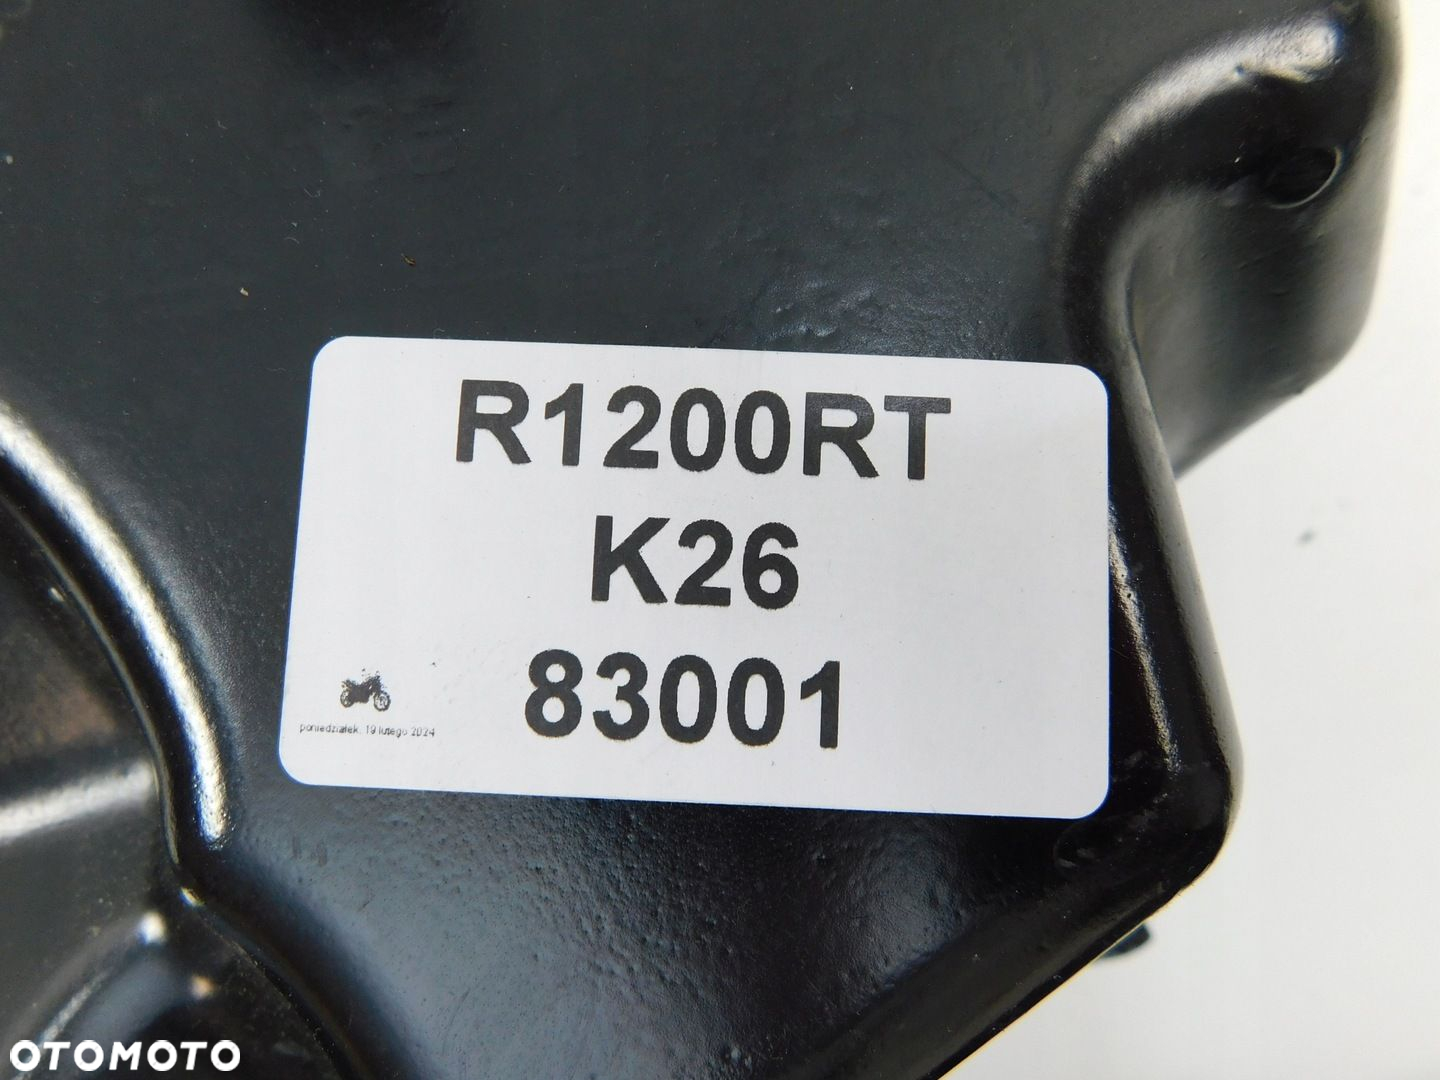 R1200RT
K26
83001
poniedziałek, 19 lutego 2024
OTOMOTO